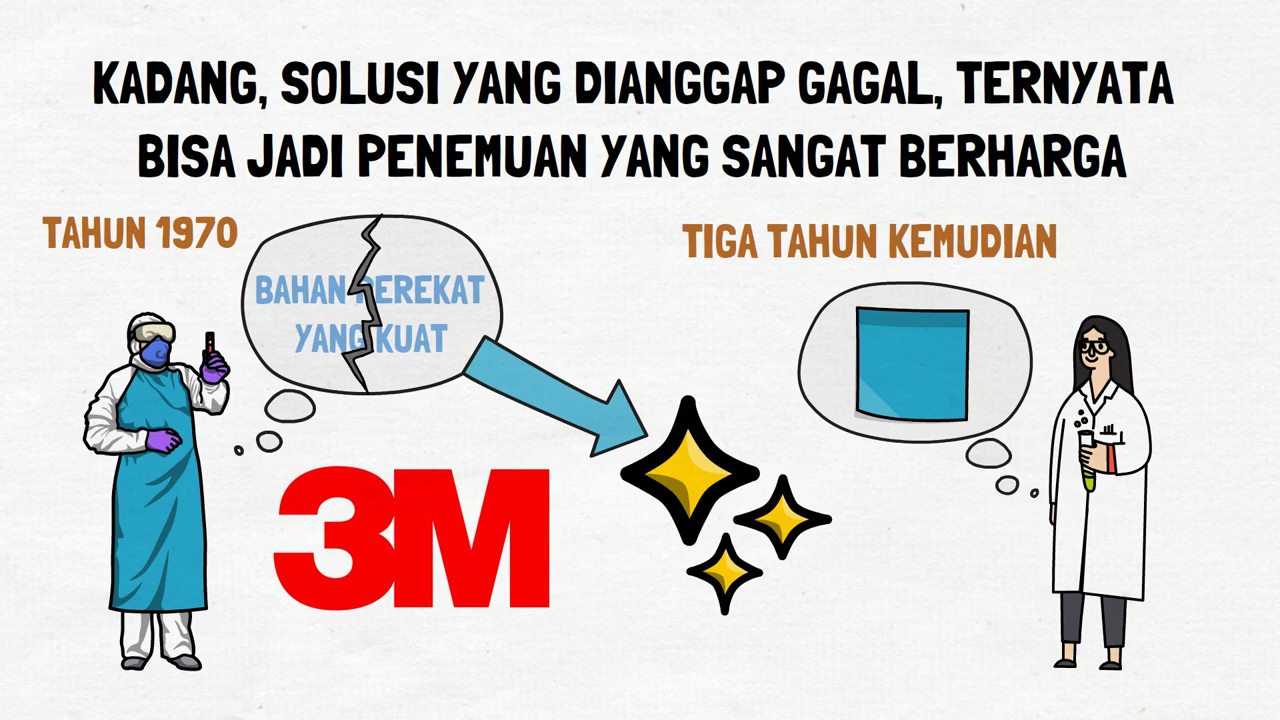 KADANG, SOLUSI YANG DIANGGAP GAGAL, TERNYATA
BISA JADI PENEMUAN YANG SANGAT BERHARGA
TAHUN 1970
BAHAN PEREKAT
YANG KUAT
3M
TIGA TAHUN KEMUDIAN